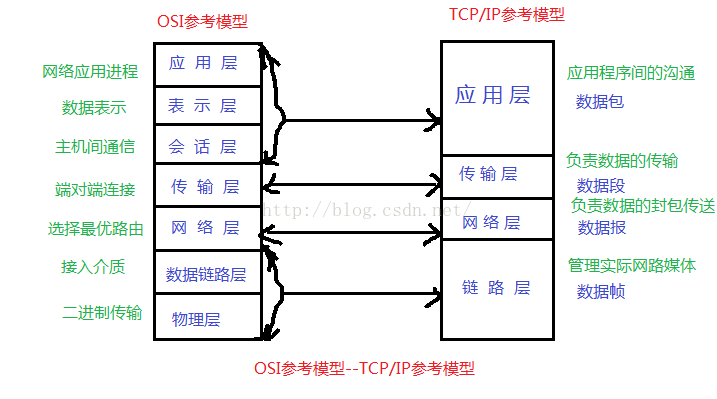 OSI参考模型
TCP/IP参考模型
网络应用进程
应用层
数据表示
表示层
主机间通信
会话层
端对端连接
传输层
选择最优路由
网络层
接入介质
数据链路层
二进制传输
物理层
应用层
应用程序间的沟通
数据包
传输层
负责数据的传输
数据段
网络层
负责数据的封包传送
数据报
链路层
管理实际网路媒体
数据帧
http://blog.csdn.net/
OSI参考模型--TCP/IP参考模型